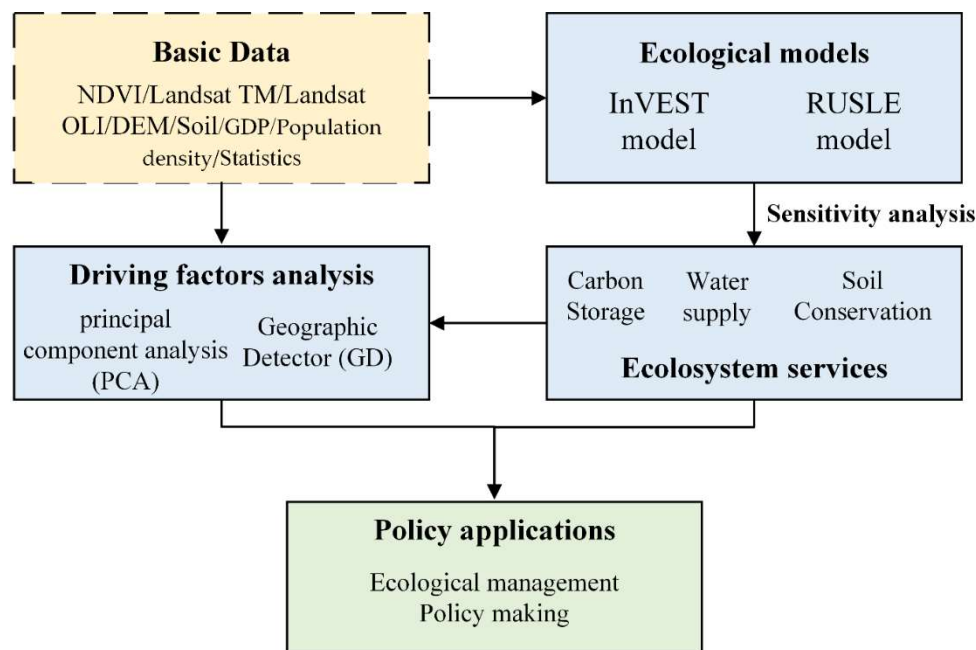 Basic Data
NDVI/Landsat TM/Landsat
OLI/DEM/Soil/GDP/Population
density/Statistics
Ecological models
InVEST
model
RUSLE
model
Sensitivity analysis
Driving factors analysis
principal
component analysis
(PCA)
Geographic
Detector (GD)
Carbon
Storage
Water
supply
Soil
Conservation
Ecolosystem services
Policy applications
Ecological management
Policy making